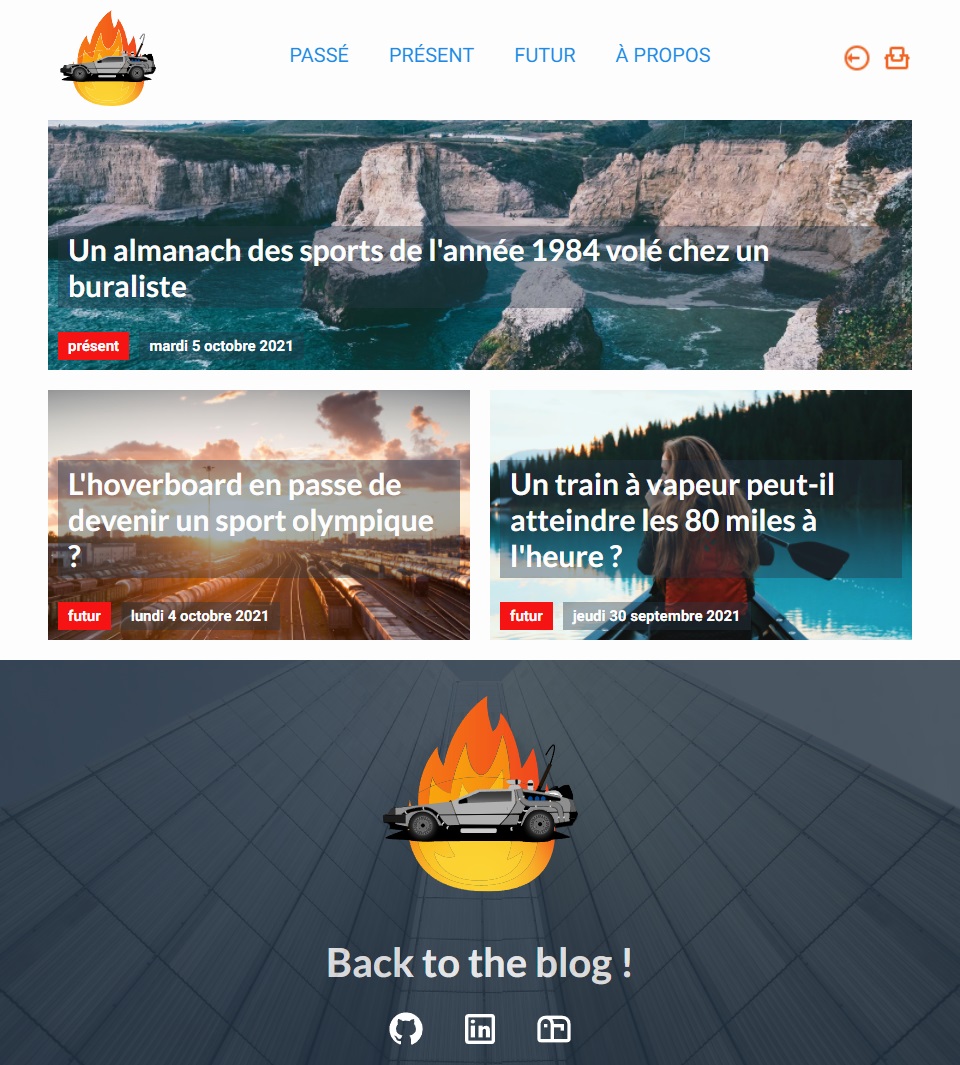 PASSÉ PRÉSENT FUTUR À PROPOS
Un almanach des sports de l'année 1984 volé chez un
buraliste
présent mardi 5 octobre 2021
L'hoverboard en passe de
devenir un sport olympique
?
futur lundi 4 octobre 2021
Un train à vapeur peut-il
atteindre les 80 miles à
l'heure ?
futur jeudi 30 septembre 2021
Back to the blog !
in